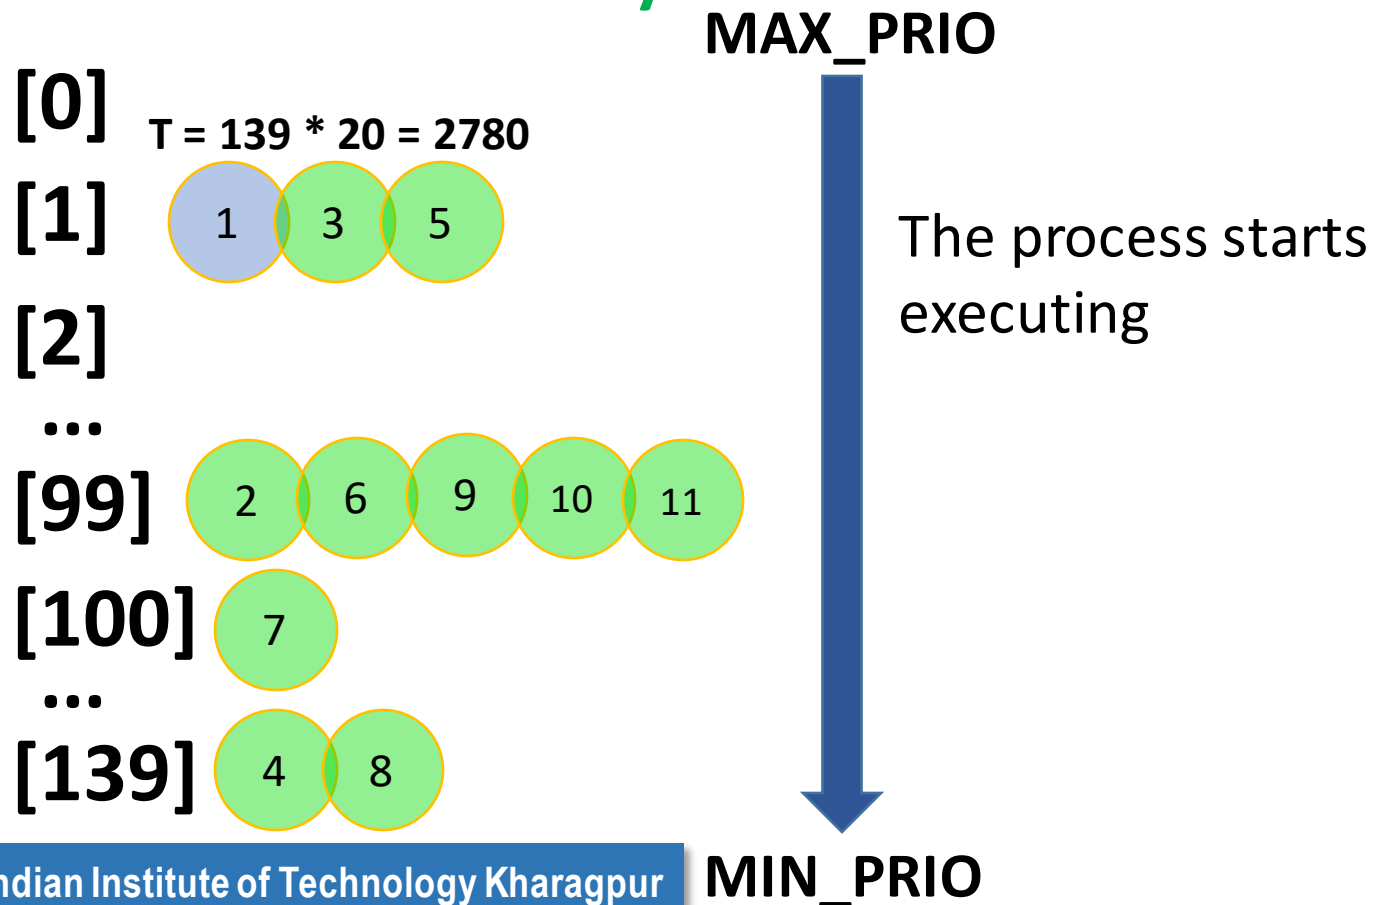 MAX_PRIO
[0]
T = 139 * 20 = 2780
[1] 1 3 5
The process starts
executing
[2]
...
[99] 2 6 9 10 11
[100] 7
...
[139] 4 8
ndian Institute of Technology Kharagpur
MIN_PRIO